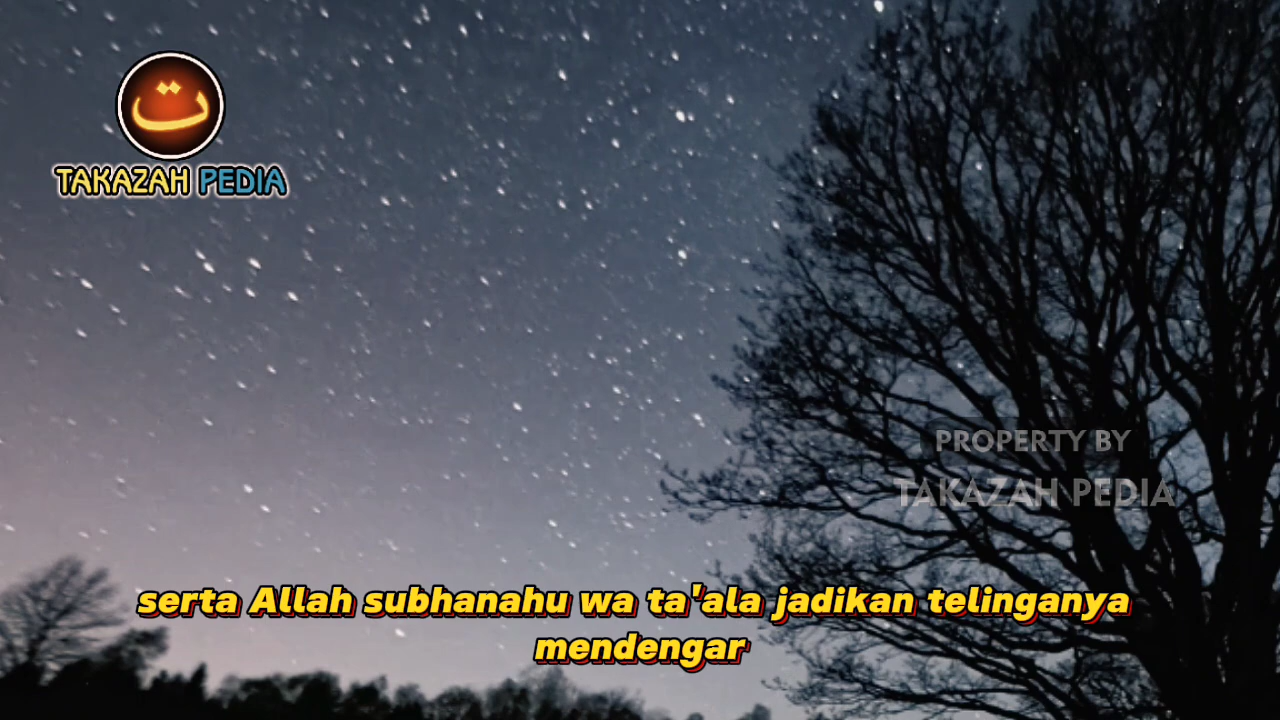 ت
TAKAZAH PEDIA
PROPERTY BY
TAKAZAH PEDIA
serta Allah subhanahu wa ta'ala jadikan telinganya
mendengar